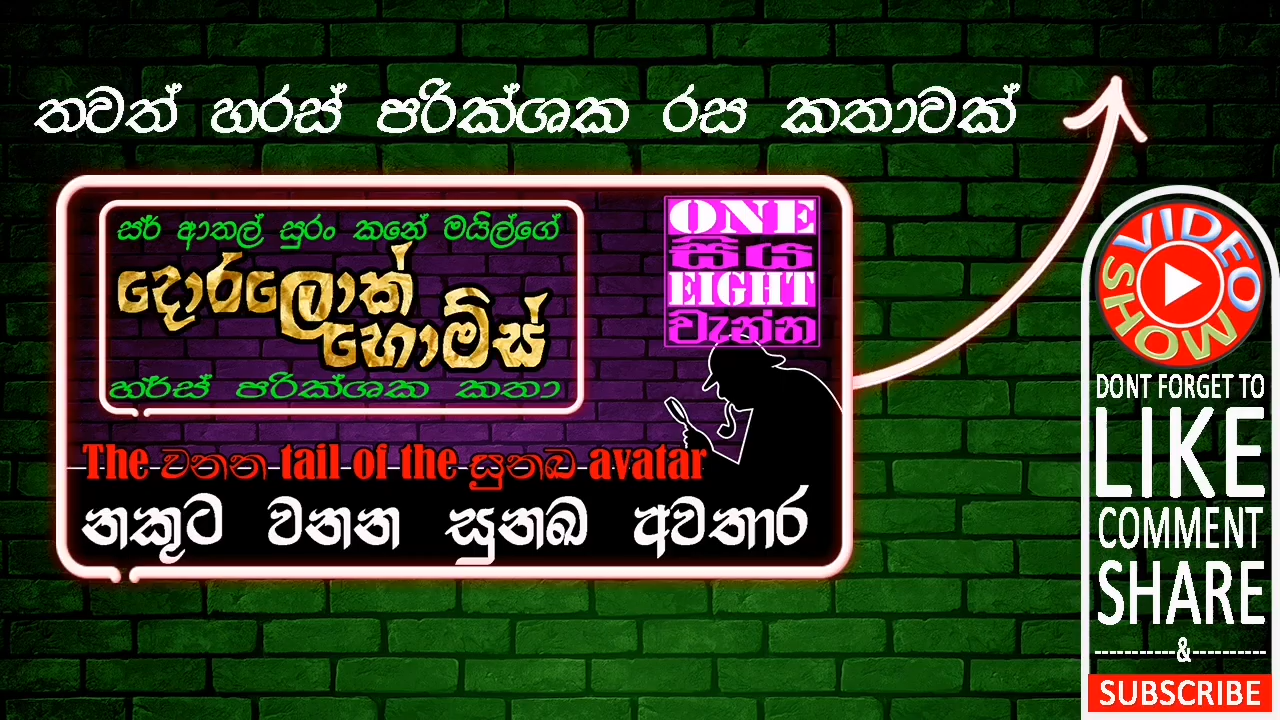 තවත් හරස් පරික්ශක රස කතාවක්
සර් ආතල් සුරං කනේ මයිල්ගේ
දොරලොක්
හොම්ස්
හර්ස් පරික්ශක කතා
ONE
සිය
EIGHT
වැන්න
The වනන tail of the සුනඛ avatar
නකුට වනන සුනඛ අවතාර
VIDEO
SHOW
DONT FORGET TO
LIKE
COMMENT
SHARE
-----------&----------
SUBSCRIBE